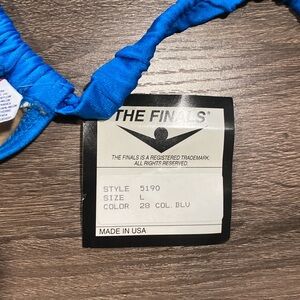 THE FINALS®
THE FINALS IS A REGISTERED TRADEMARK.
ALL RIGHTS RESERVED.
STYLE 5190
SIZE L
COLOR 28 COL. BLU
MADE IN USA